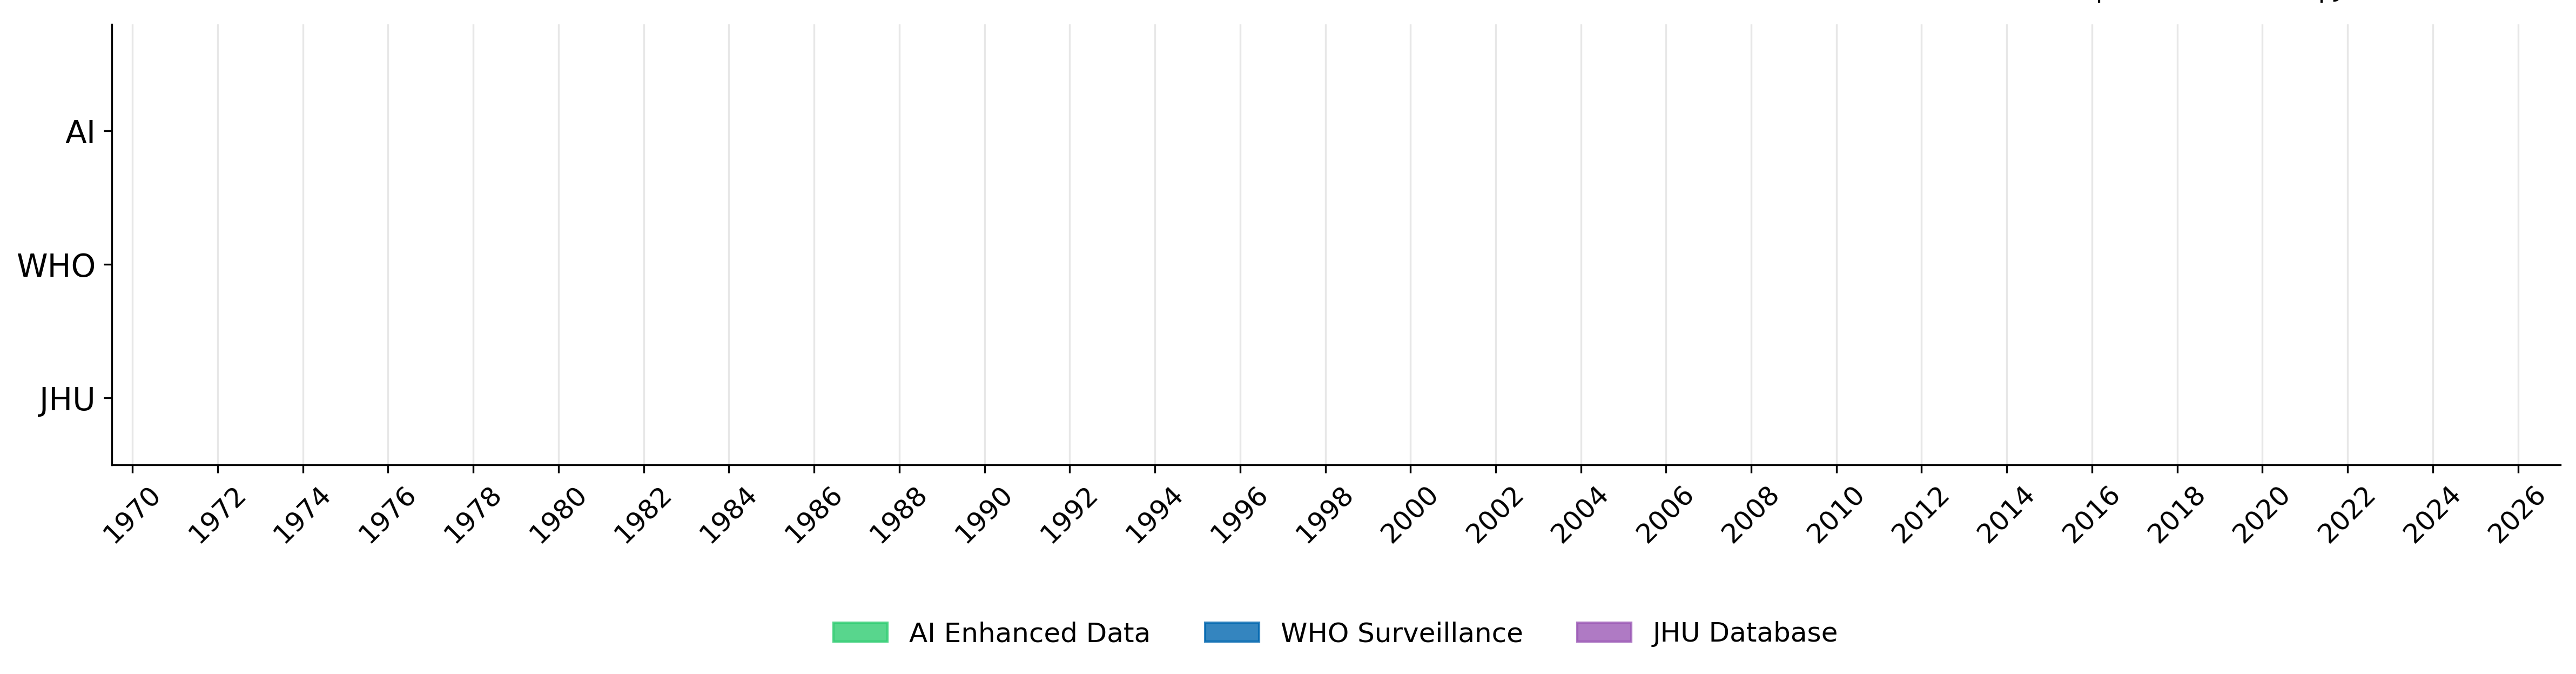 AI
WHO
JHU
1970 1972 1974 1976 1978 1980 1982 1984 1986 1988 1990 1992 1994 1996 1998 2000 2002 2004 2006 2008 2010 2012 2014 2016 2018 2020 2022 2024 2026
AI Enhanced Data WHO Surveillance JHU Database